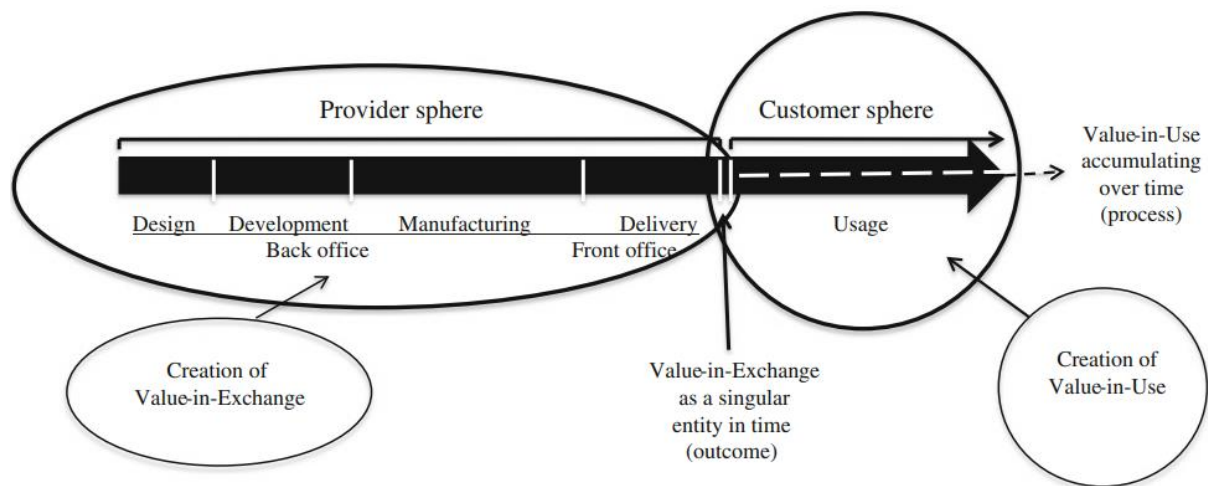 Provider sphere
Customer sphere
Value-in-Use
accumulating
over time
(process)
Design Development Manufacturing Delivery
Usage
Back office Front office
Creation of
Value-in-Exchange
Value-in-Exchange
as a singular
entity in time
(outcome)
Creation of
Value-in-Use